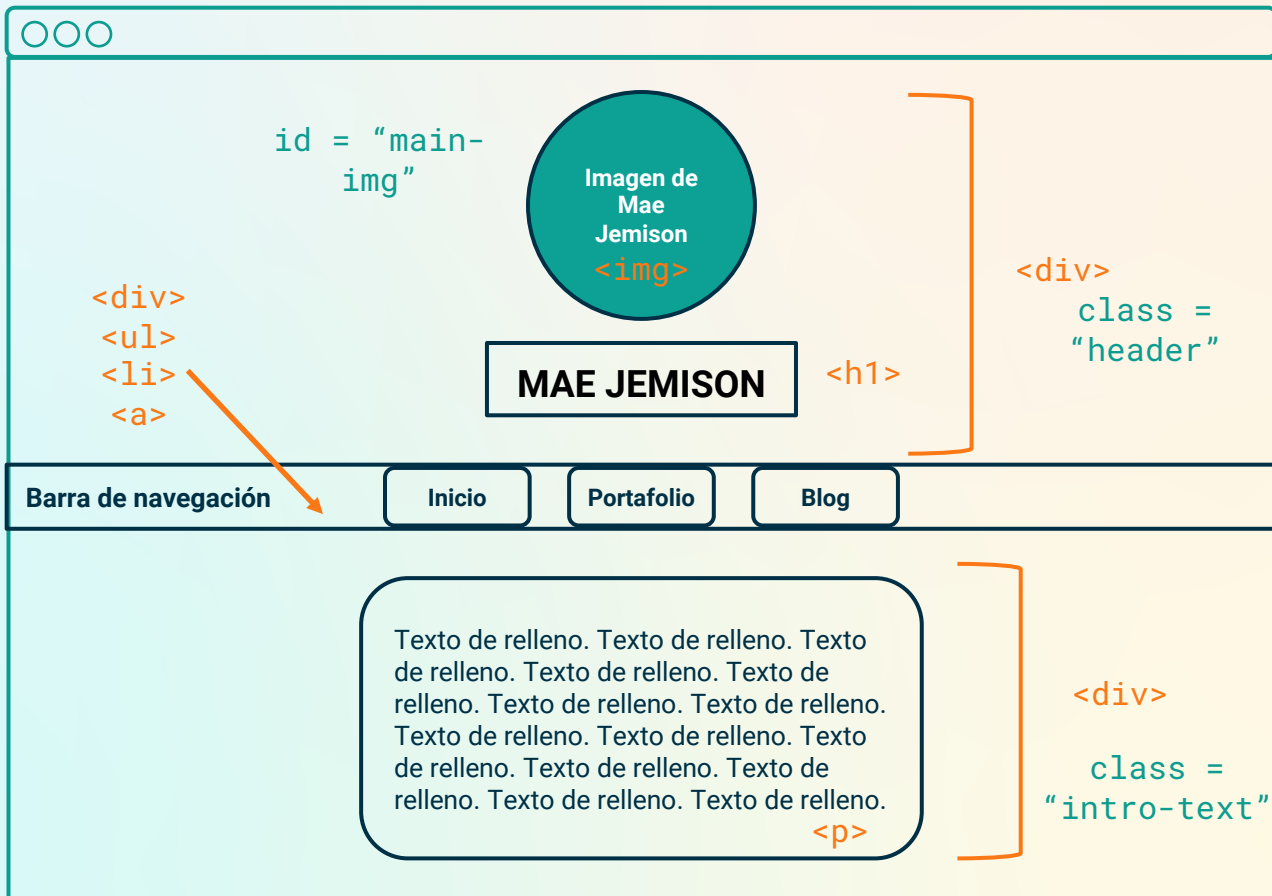 id = “main-
img”
Imagen de
Mae
Jemison
<img>
<div>
class =
“header”
<div>
<ul>
<li>
<a>
MAE JEMISON
<h1>
Barra de navegación
Inicio
Portafolio
Blog
Texto de relleno. Texto de relleno. Texto
de relleno. Texto de relleno. Texto de
relleno. Texto de relleno. Texto de relleno.
Texto de relleno. Texto de relleno. Texto
de relleno. Texto de relleno. Texto de
relleno. Texto de relleno. Texto de relleno.
<p>
<div>
class =
“intro-text”